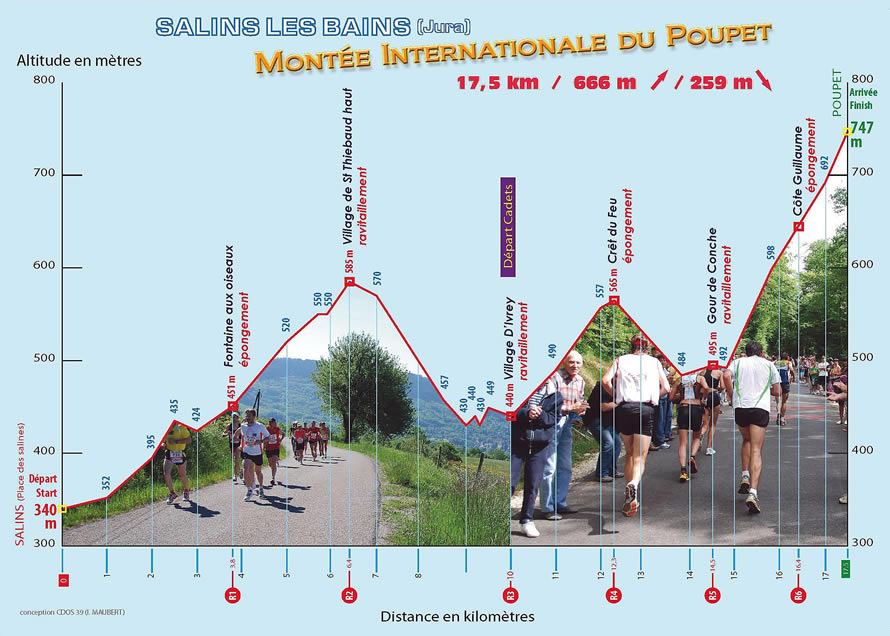 SALINS LES BAINS (Jura)
MONTÉE INTERNATIONALE DU POUPET
17,5 km / 666 m / 259 m
Altitude en mètres
800
700
600
500
400
300
800
700
600
500
400
300
SALINS (Place des salines)
Départ
Start
340
m
352
395
435
424
451 m
Fontaine aux oiseaux
épongement
520
550
550
585 m
Village de St Thiebaud haut
ravitaillement
570
457
430
440
430
449
Départ Cadets
440 m
Village D'Ivrey
ravitaillement
490
557
565 m
Crêt du Feu
épongement
484
495 m
Gour de Conche
ravitaillement
492
598
Côte Guillaume
épongement
692
POUPET
Arrivée
Finish
747
m
0
1
2
3
3,8
4
5
6
6,4
7
8
9
10
11
12
12,3
13
14
14,5
15
16
16,4
17
17,5
R1
R2
R3
R4
R5
R6
conception CDOS 39 (I. MAUBERT)
Distance en kilomètres